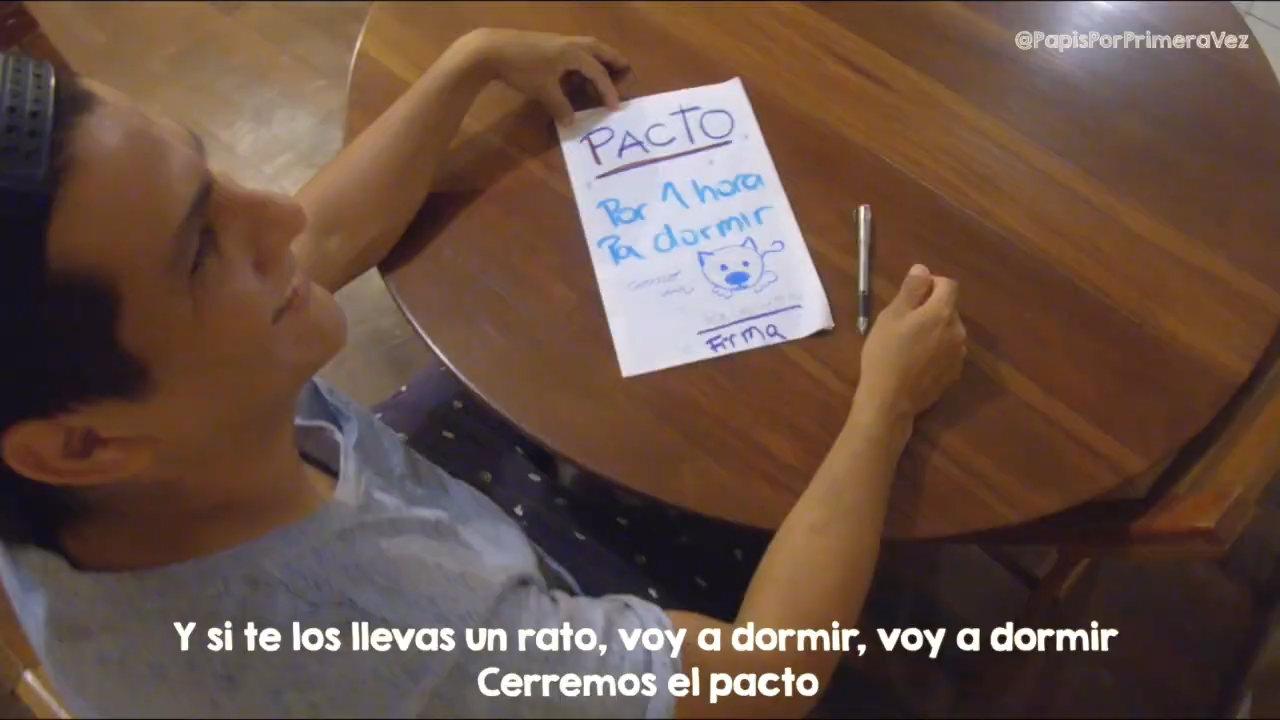 @PapisPorPrimeraVez
PACTO
Por 1 hora
Pa dormir
Firma
Y si te los llevas un rato, voy a dormir, voy a dormir
Cerremos el pacto